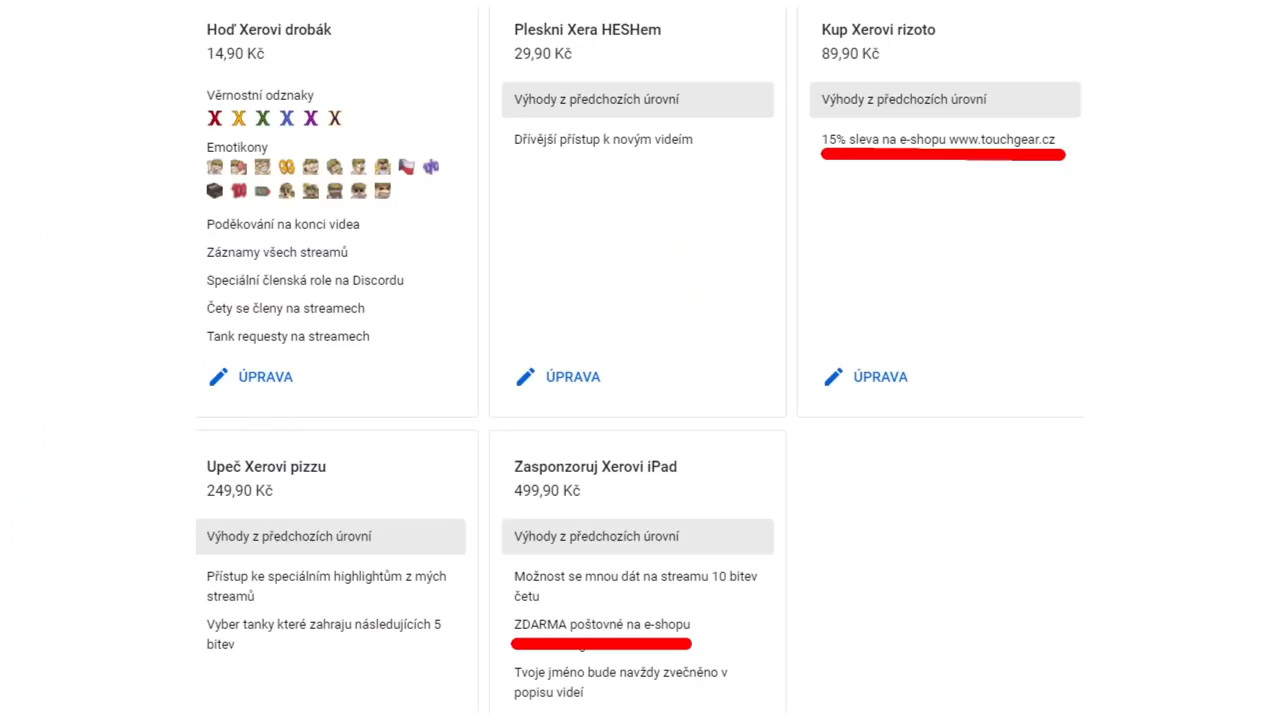 Hoď Xerovi drobák
14,90 Kč
Věrnostní odznaky
X X X X X X
Emotikony
Poděkování na konci videa
Záznamy všech streamů
Speciální členská role na Discordu
Čety se členy na streamech
Tank requesty na streamech
ÚPRAVA
Pleskni Xera HESHem
29,90 Kč
Výhody z předchozích úrovní
Dřívější přístup k novým videím
ÚPRAVA
Kup Xerovi rizoto
89,90 Kč
Výhody z předchozích úrovní
15% sleva na e-shopu www.touchgear.cz
ÚPRAVA
Upeč Xerovi pizzu
249,90 Kč
Výhody z předchozích úrovní
Přístup ke speciálním highlightům z mých
streamů
Vyber tanky které zahraju následujících 5
bitev
Zasponzoruj Xerovi iPad
499,90 Kč
Výhody z předchozích úrovní
Možnost se mnou dát na streamu 10 bitev
četu
ZDARMA poštovné na e-shopu
Tvoje jméno bude navždy zvečněno v
popisu videí